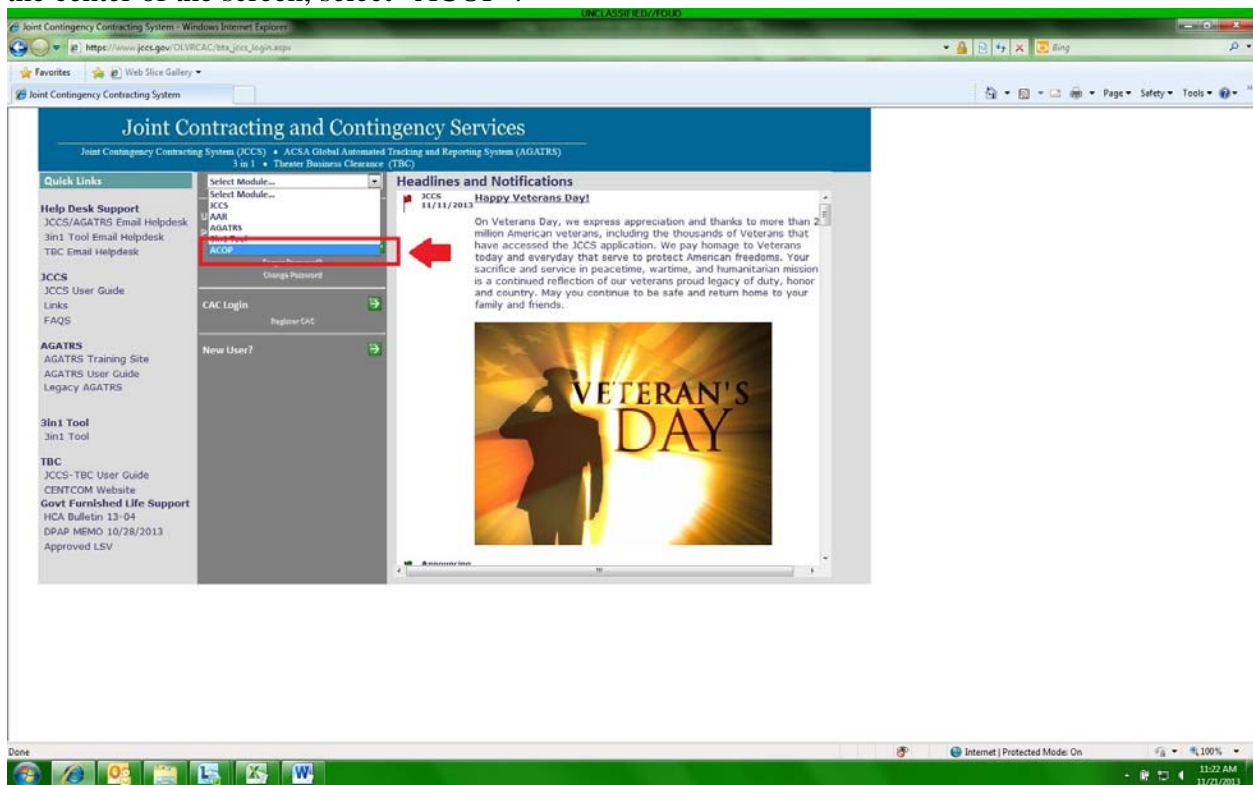 the center of the screen, select "ACOP".
UNCLASSIFIED//FOUO
Joint Contingency Contracting System - Windows Internet Explorer
https://www.jccs.gov/OLVRCAC/bta_jccs_login.aspx
Bing
Favorites
Web Slice Gallery
Joint Contingency Contracting System
Page
Safety
Tools
Joint Contracting and Contingency Services
Joint Contingency Contracting System (JCCS) • ACSA Global Automated Tracking and Reporting System (AGATRS)
3 in 1 • Theater Business Clearance (TBC)
Quick Links
Help Desk Support
JCCS/AGATRS Email Helpdesk
3in1 Tool Email Helpdesk
TBC Email Helpdesk
JCCS
JCCS User Guide
Links
FAQS
AGATRS
AGATRS Training Site
AGATRS User Guide
Legacy AGATRS
3in1 Tool
3in1 Tool
TBC
JCCS-TBC User Guide
CENTCOM Website
Govt Furnished Life Support
HCA Bulletin 13-04
DPAP MEMO 10/28/2013
Approved LSV
Select Module...
Select Module...
JCCS
AAR
AGATRS
3in1 Tool
ACOP
Change Password
CAC Login
Register CAC
New User?
Headlines and Notifications
JCCS
11/11/2013
Happy Veterans Day!
On Veterans Day, we express appreciation and thanks to more than 2
million American veterans, including the thousands of Veterans that
have accessed the JCCS application. We pay homage to Veterans
today and everyday that serve to protect American freedoms. Your
sacrifice and service in peacetime, wartime, and humanitarian mission
is a continued reflection of our veterans proud legacy of duty, honor
and country. May you continue to be safe and return home to your
family and friends.
VETERAN'S
DAY
Announcing
Done
Internet | Protected Mode: On
100%
11:22 AM
11/21/2013